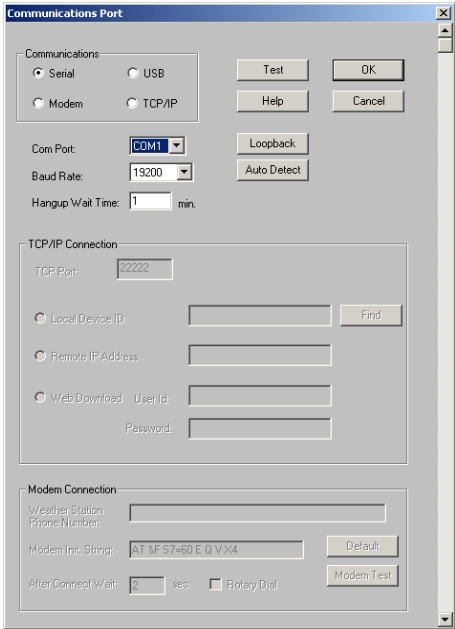 Communications Port
Communications
Serial USB
Modem TCP/IP
Test OK
Help Cancel
Com Port: COM1 Loopback
Baud Rate: 19200 Auto Detect
Hangup Wait Time: 1 min.
TCP/IP Connection
TCP Port: 22222
Local Device ID Find
Remote IP Address
Web Download User Id:
Password:
Modem Connection
Weather Station
Phone Number:
Modem Init. String: AT &F S7=60 E Q V X4 Default
After Connect Wait: 2 sec Rotary Dial Modem Test